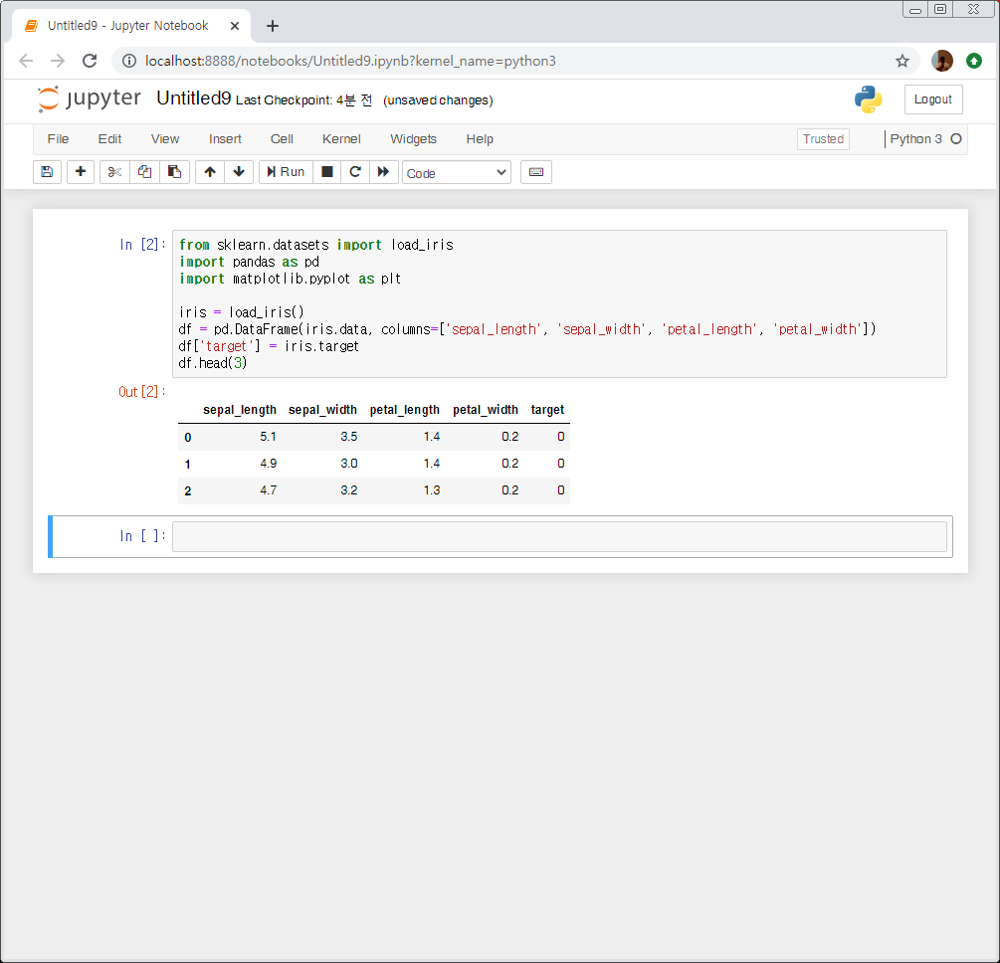 Untitled9 - Jupyter Notebook
localhost:8888/notebooks/Untitled9.ipynb?kernel_name=python3
jupyter Untitled9 Last Checkpoint: 4분 전 (unsaved changes) Logout
File Edit View Insert Cell Kernel Widgets Help Trusted Python 3
Run Code
In [2]: from sklearn.datasets import load_iris
import pandas as pd
import matplotlib.pyplot as plt
iris = load_iris()
df = pd.DataFrame(iris.data, columns=['sepal_length', 'sepal_width', 'petal_length', 'petal_width'])
df['target'] = iris.target
df.head(3)
Out[2]:
sepal_length sepal_width petal_length petal_width target
0 5.1 3.5 1.4 0.2 0
1 4.9 3.0 1.4 0.2 0
2 4.7 3.2 1.3 0.2 0
In [ ]: